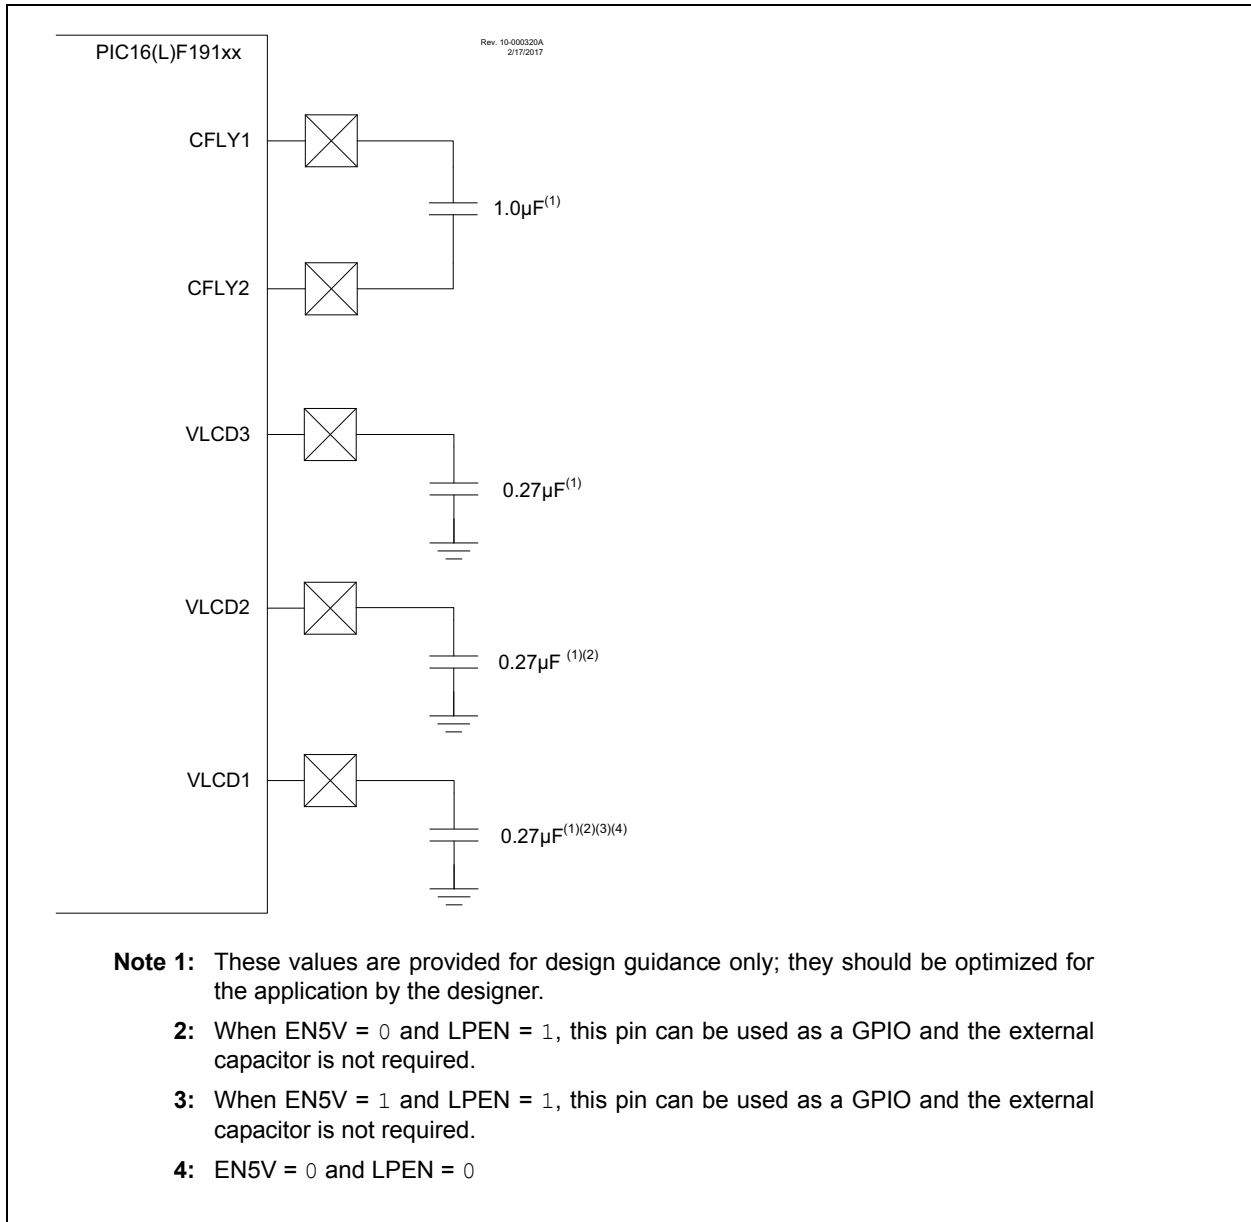 PIC16(L)F191xx
Rev. 10-000320A
2/17/2017
CFLY1
1.0µF(1)
CFLY2
VLCD3
0.27µF(1)
VLCD2
0.27µF (1)(2)
VLCD1
0.27µF(1)(2)(3)(4)
Note 1: These values are provided for design guidance only; they should be optimized for
the application by the designer.
2: When EN5V = 0 and LPEN = 1, this pin can be used as a GPIO and the external
capacitor is not required.
3: When EN5V = 1 and LPEN = 1, this pin can be used as a GPIO and the external
capacitor is not required.
4: EN5V = 0 and LPEN = 0